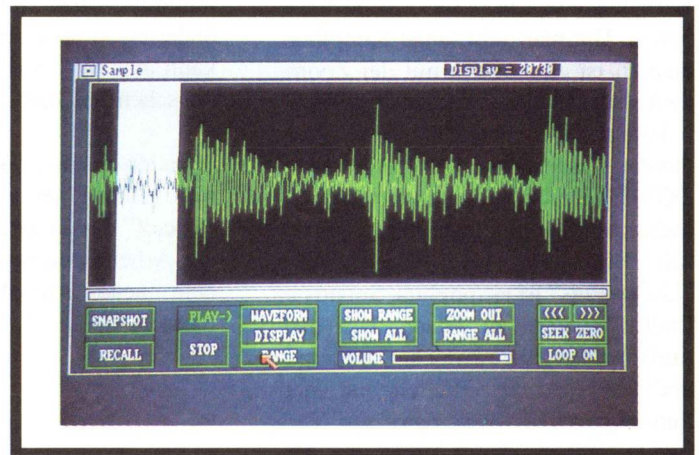 Sample
Display = 20730
SNAPSHOT
RECALL
PLAY->
STOP
WAVEFORM
DISPLAY
RANGE
SHOW RANGE
SHOW ALL
VOLUME
ZOOM OUT
RANGE ALL
<<< >>>
SEEK ZERO
LOOP ON